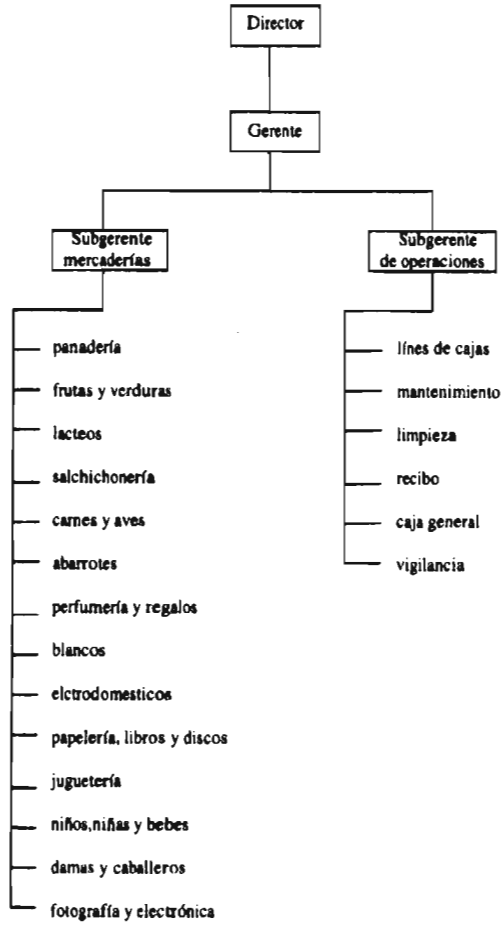 Director
Gerente
Subgerente
mercaderías
Subgerente
de operaciones
panadería
frutas y verduras
lacteos
salchichonería
carnes y aves
abarrotes
perfumería y regalos
blancos
elctrodomesticos
papelería, libros y discos
juguetería
niños,niñas y bebes
damas y caballeros
fotografía y electrónica
línes de cajas
mantenimiento
limpieza
recibo
caja general
vigilancia